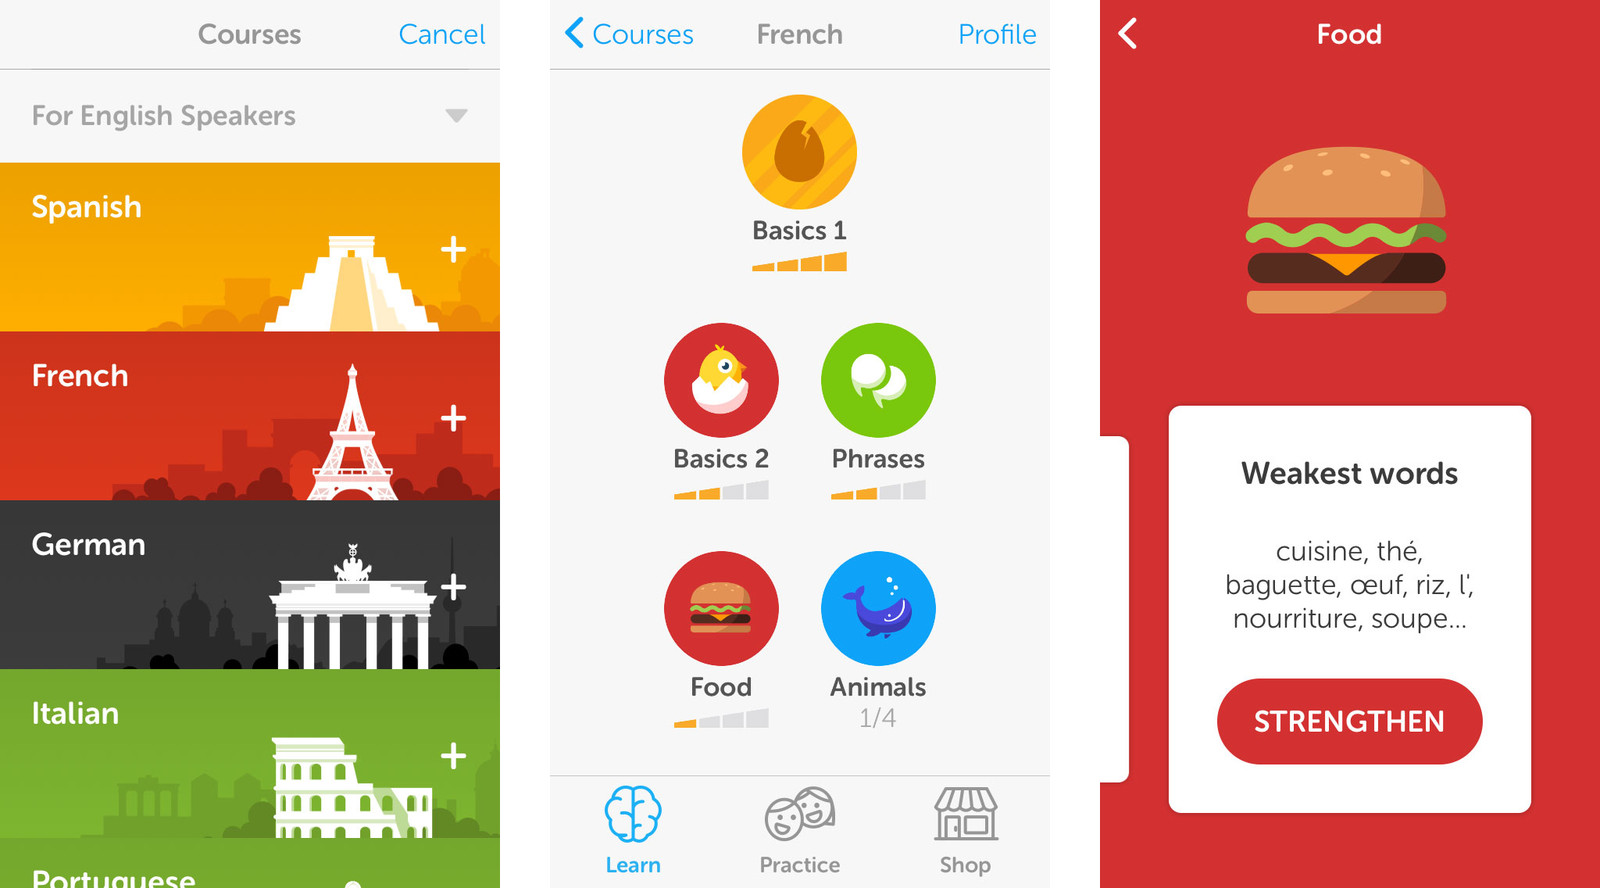 Courses
Cancel
For English Speakers
Spanish
French
German
Italian
Portuguese
Courses
French
Profile
Basics 1
Basics 2
Phrases
Food
Animals
1/4
Learn
Practice
Shop
Food
Weakest words
cuisine, thé,
baguette, œuf, riz, l',
nourriture, soupe...
STRENGTHEN